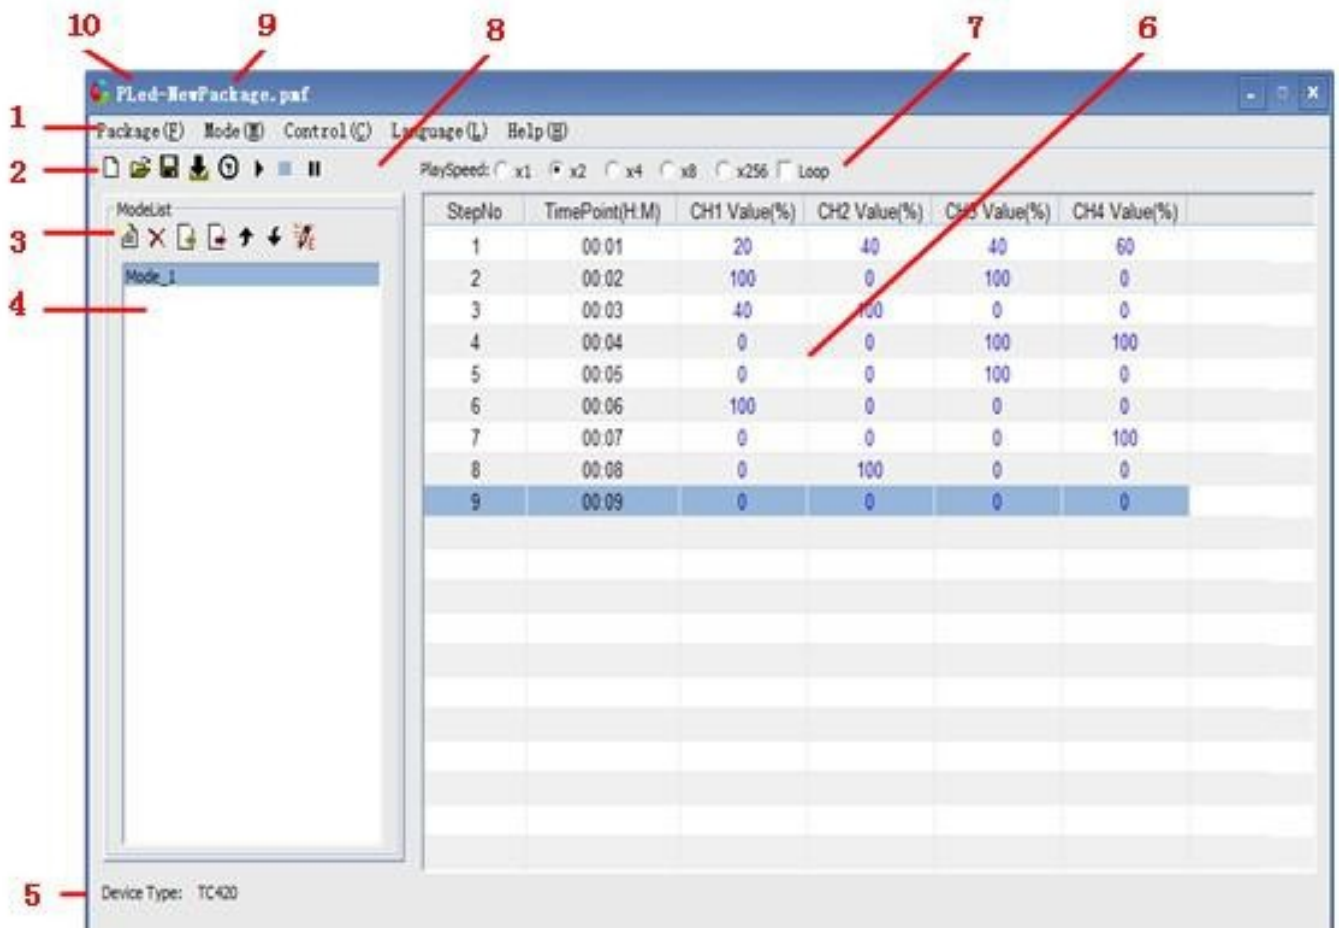 10 9 8 7 6
PLed-NewPackage.pmf
1 Package(P) Mode(M) Control(C) Language(L) Help(H)
2 PlaySpeed: x1 x2 x4 x8 x256 Loop
ModeList
3
Mode_1
4
StepNo TimePoint(H:M) CH1 Value(%) CH2 Value(%) CH3 Value(%) CH4 Value(%)
1 00:01 20 40 40 60
2 00:02 100 0 100 0
3 00:03 40 100 0 0
4 00:04 0 0 100 100
5 00:05 0 0 100 0
6 00:06 100 0 0 0
7 00:07 0 0 0 100
8 00:08 0 100 0 0
9 00:09 0 0 0 0
5 Device Type: TC420